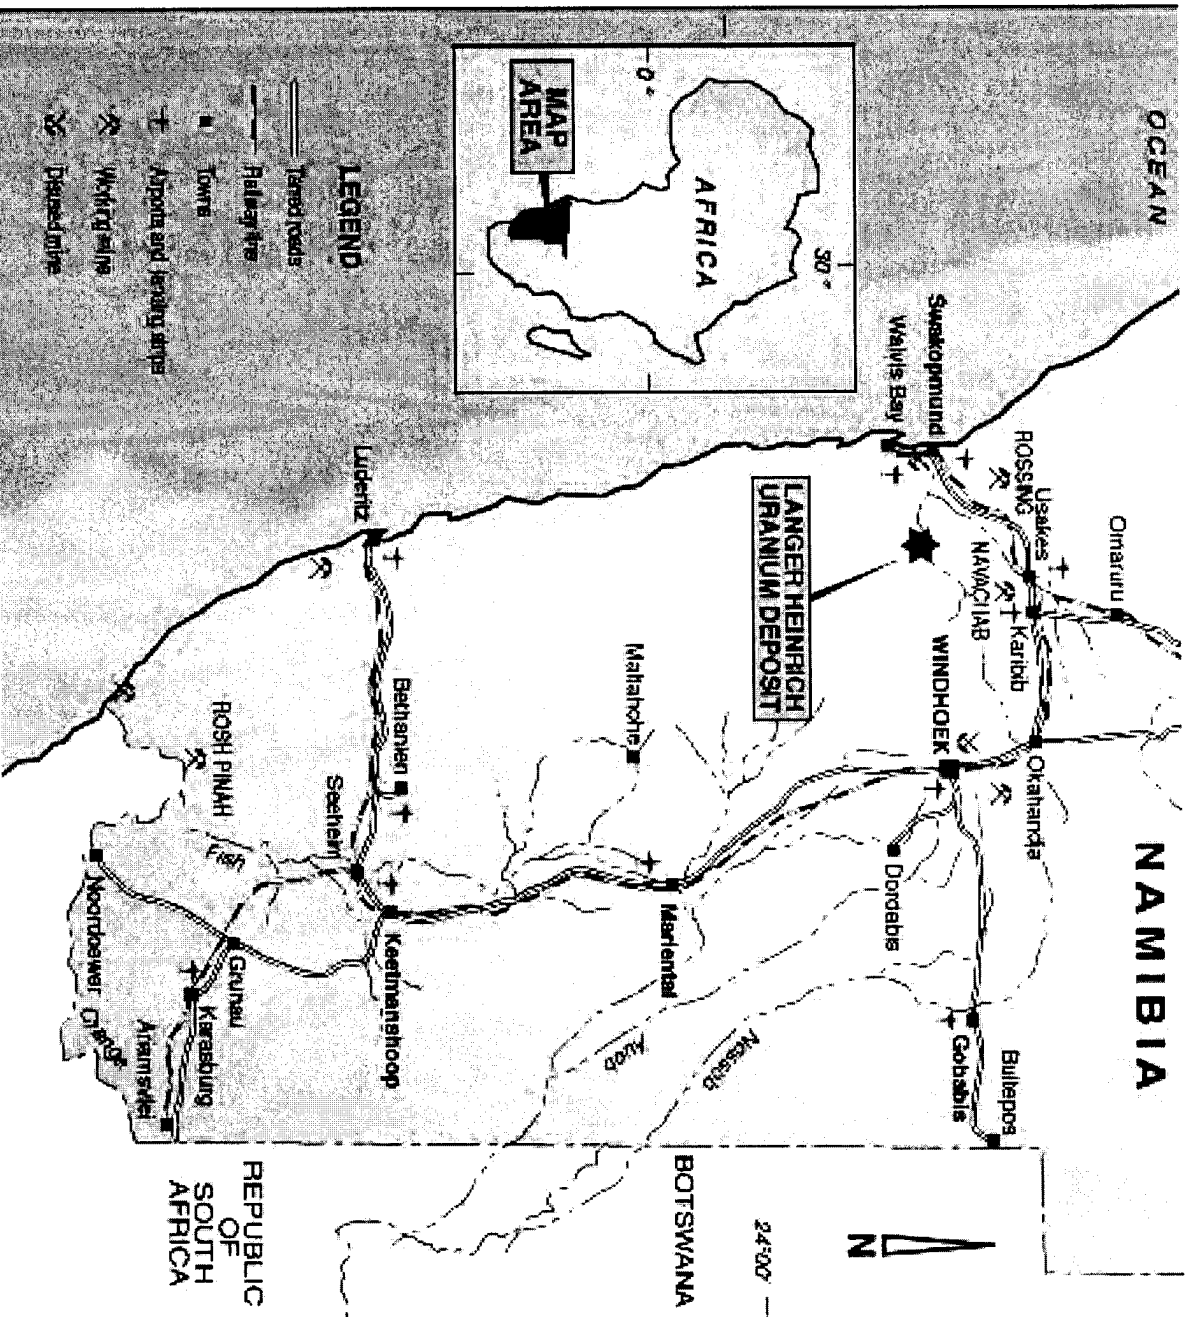 OCEAN
NAMIBIA
AFRICA
0°
30°
MAP
AREA
Omaruru
Usakos
ROSSING
Karibib
NAVACHAB
Okahandja
Swakopmund
Walvis Bay
WINDHOEK
Gobabis
Buitepos
Dordabis
LANGER HEINRICH
URANIUM DEPOSIT
N
24°00'
BOTSWANA
Maltahohe
Mariental
Nossob
Auob
Luderitz
Bethanien
Seeheim
Keetmanshoop
LEGEND
Tarred roads
Railway line
Towns
Airports and landing strips
Working mine
Disused mine
ROSH PINAH
Fish
Grunau
Karasburg
Noordoewer
Orange
Ariamsvlei
REPUBLIC
OF
SOUTH
AFRICA